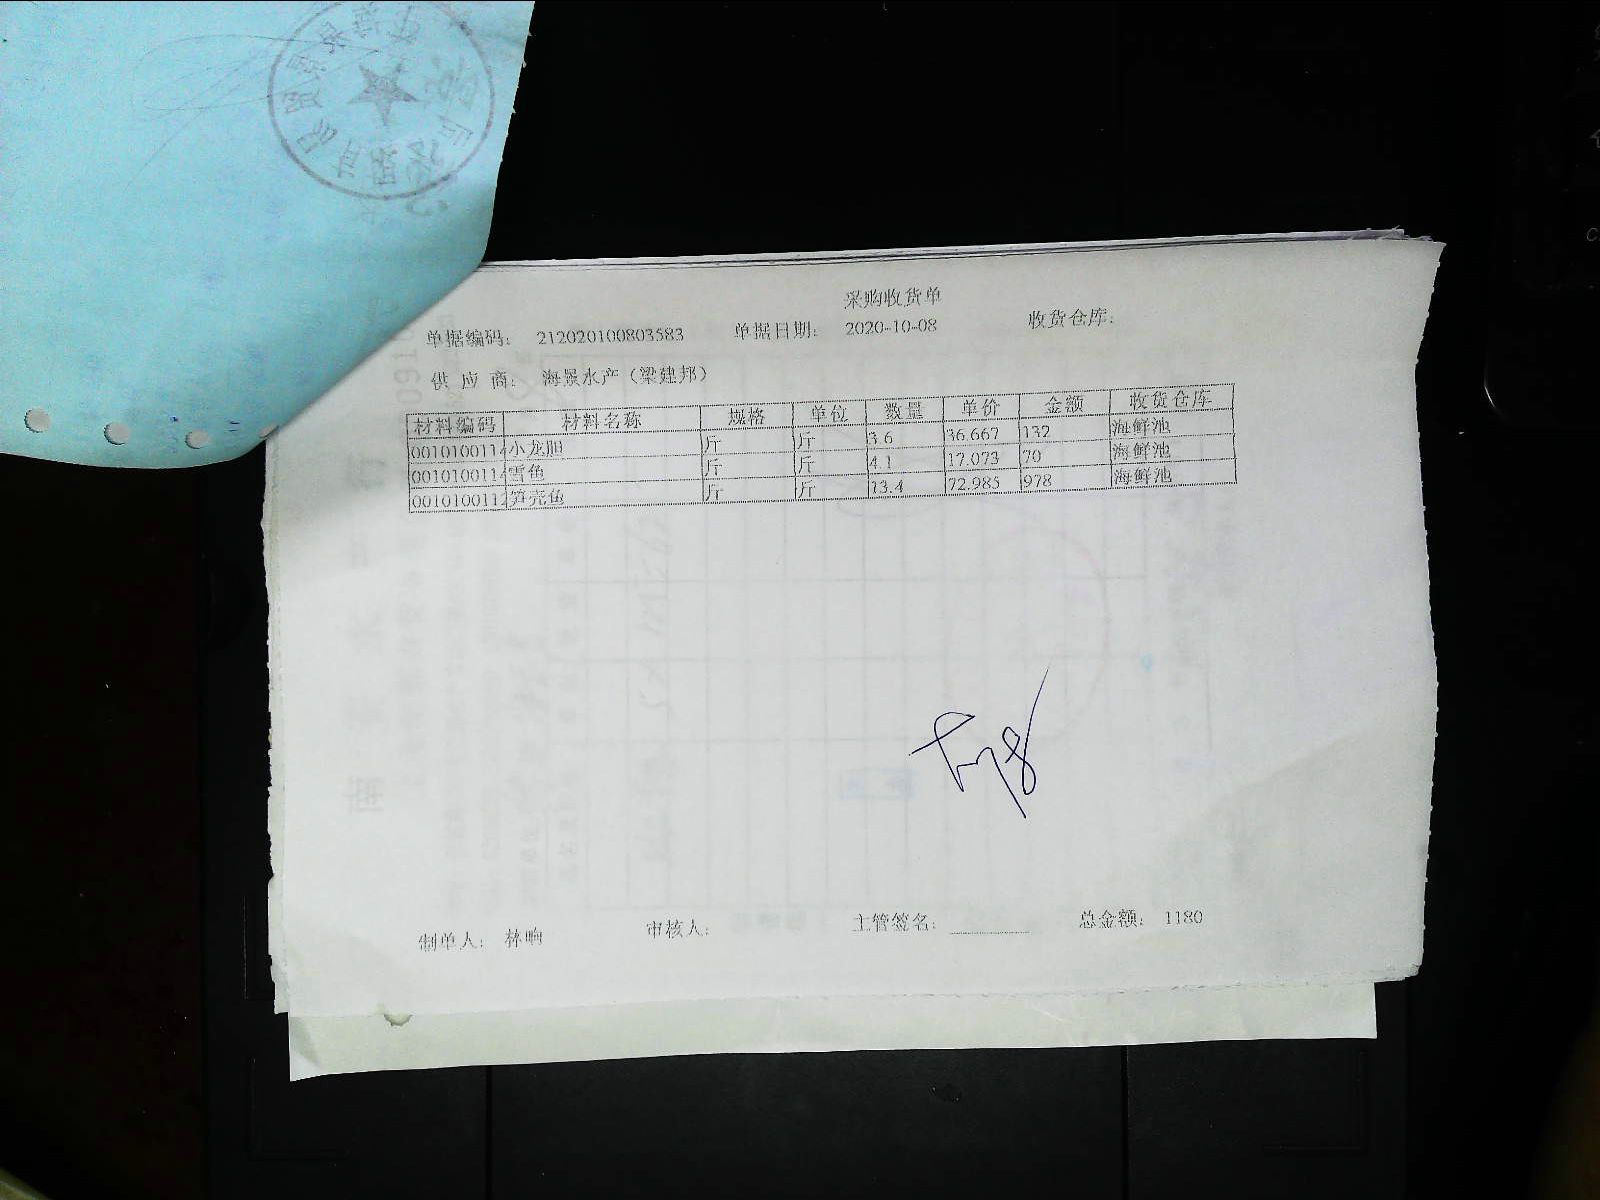 采购收货单
单据编码: 212020100803583 单据日期: 2020-10-08 收货仓库:
供 应 商: 海景水产(梁建邦)
材料编码 材料名称 规格 单位 数量 单价 金额 收货仓库
0010100114 小龙胆 斤 斤 3.6 36.667 132 海鲜池
0010100114 雪鱼 斤 斤 4.1 17.073 70 海鲜池
0010100112 笋壳鱼 斤 斤 13.4 72.985 978 海鲜池
制单人: 林晌 审核人: 主管签名: 总金额: 1180